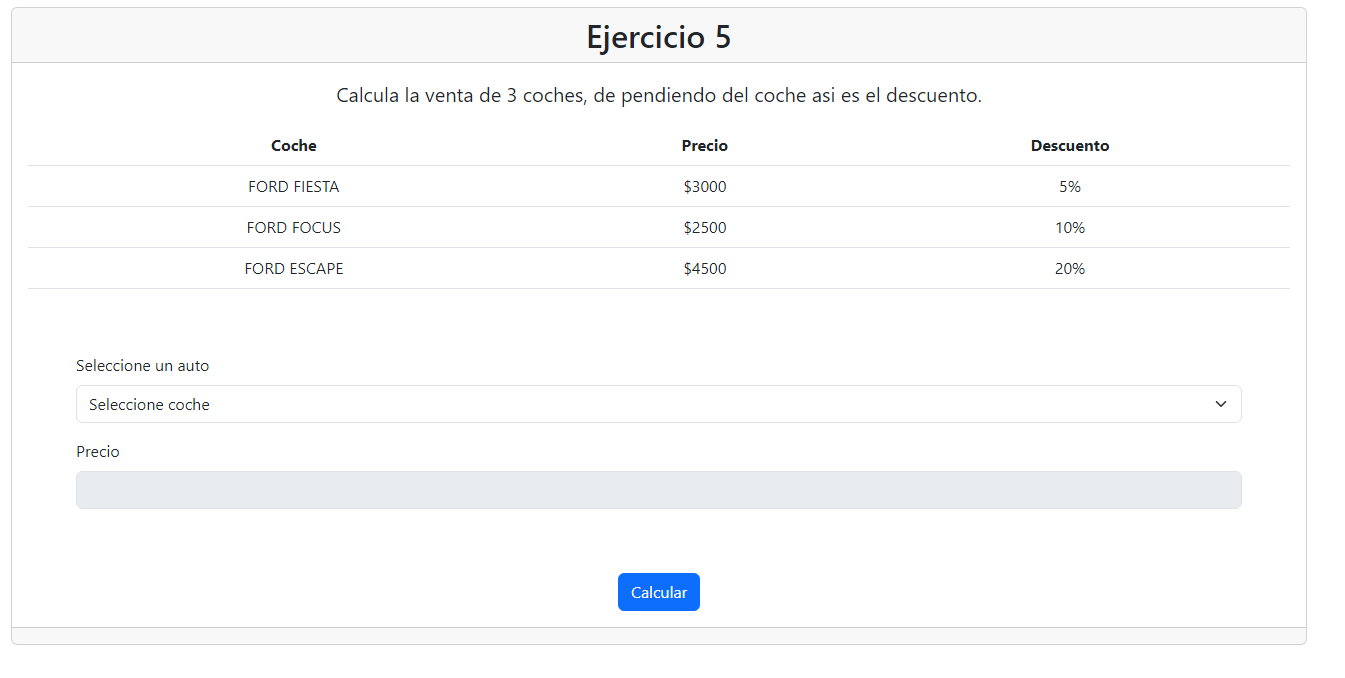 Ejercicio 5
Calcula la venta de 3 coches, de pendiendo del coche asi es el descuento.
Coche Precio Descuento
FORD FIESTA $3000 5%
FORD FOCUS $2500 10%
FORD ESCAPE $4500 20%
Seleccione un auto
Seleccione coche
Precio
Calcular